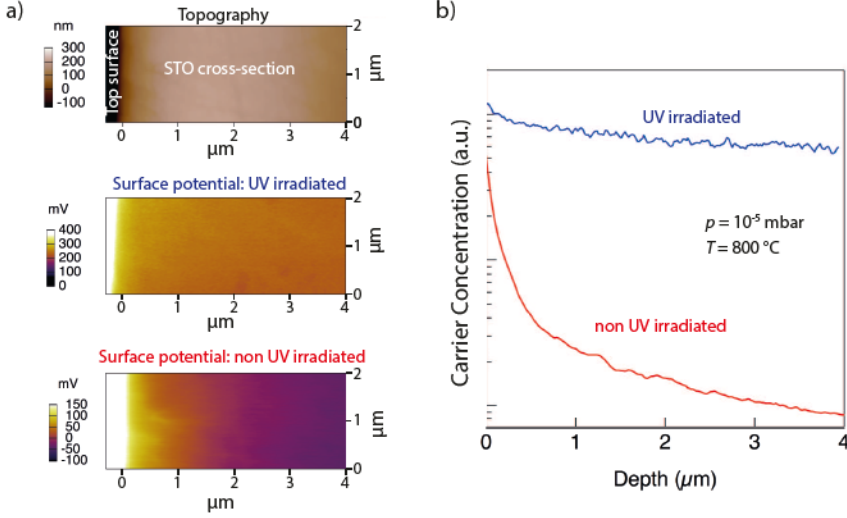 a)
Topography
nm
300
200
100
0
-100
Top surface
STO cross-section
2
1
0
μm
0 1 2 3 4
μm
Surface potential: UV irradiated
mV
400
300
200
100
0
2
1
0
μm
0 1 2 3 4
μm
Surface potential: non UV irradiated
mV
150
100
50
0
-50
-100
2
1
0
μm
0 1 2 3 4
μm
b)
Carrier Concentration (a.u.)
UV irradiated
p = 10⁻⁵ mbar
T = 800 °C
non UV irradiated
0 1 2 3 4
Depth (μm)